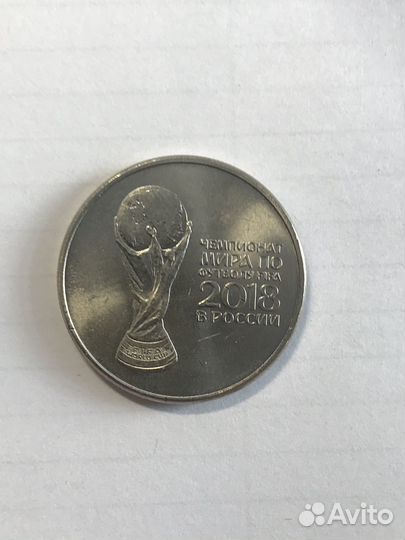 ЧЕМПИОНАТ
МИРА ПО
ФУТБОЛУ FIFA
2018
В РОССИИ
Avito